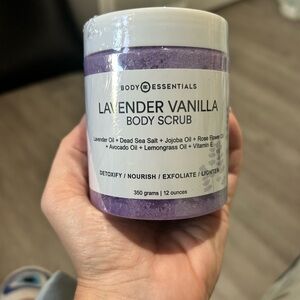 BODY BE ESSENTIALS
LAVENDER VANILLA
BODY SCRUB
Lavender Oil + Dead Sea Salt + Jojoba Oil + Rose Flower
+ Avocado Oil + Lemongrass Oil + Vitamin E
DETOXIFY / NOURISH / EXFOLIATE / LIGHTEN
350 grams | 12 ounces